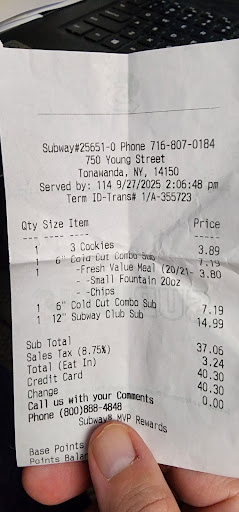 Subway#25651-0 Phone 716-807-0184
750 Young Street
Tonawanda, NY, 14150
Served by: 114 9/27/2025 2:06:48 pm
Term ID-Trans# 1/A-355723
Qty Size Item Price
1 3 Cookies 3.89
1 6" Cold Cut Combo Sub 7.19
1 -Fresh Value Meal (20/21- 3.80
- -Small Fountain 20oz
- -Chips
1 6" Cold Cut Combo Sub 7.19
1 12" Subway Club Sub 14.99
Sub Total 37.06
Sales Tax (8.75%) 3.24
Total (Eat In) 40.30
Credit Card 40.30
Change 0.00
Call us with your Comments
Phone (800)888-4848
Subway® MVP Rewards
Base Points
Points Balan